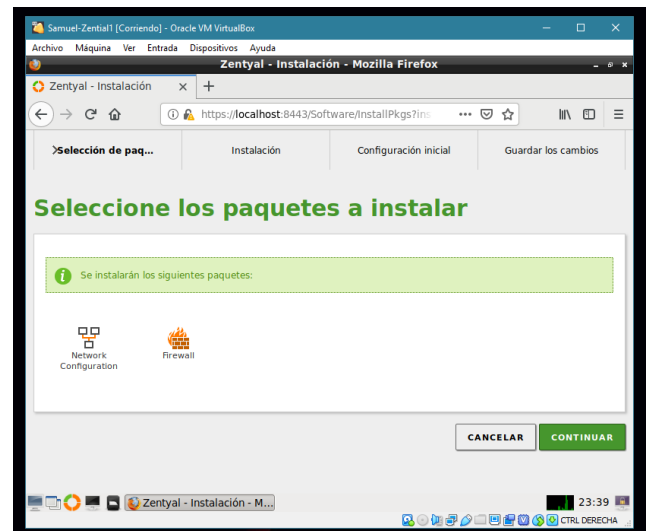 Samuel-Zential1 [Corriendo] - Oracle VM VirtualBox
Archivo Máquina Ver Entrada Dispositivos Ayuda
Zentyal - Instalación - Mozilla Firefox
Zentyal - Instalación
https://localhost:8443/Software/InstallPkgs?ins
Selección de paq...
Instalación
Configuración inicial
Guardar los cambios
Seleccione los paquetes a instalar
Se instalarán los siguientes paquetes:
Network
Configuration
Firewall
CANCELAR
CONTINUAR
Zentyal - Instalación - M...
23:39
CTRL DERECHA